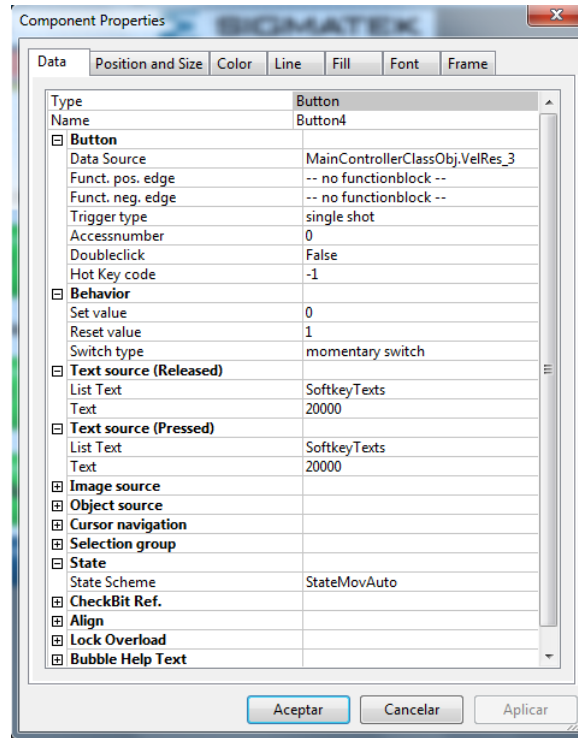 Component Properties
SIGMATEK
Data Position and Size Color Line Fill Font Frame
Type Button
Name Button4
Button
Data Source MainControllerClassObj.VelRes_3
Funct. pos. edge -- no functionblock --
Funct. neg. edge -- no functionblock --
Trigger type single shot
Accessnumber 0
Doubleclick False
Hot Key code -1
Behavior
Set value 0
Reset value 1
Switch type momentary switch
Text source (Released)
List Text SoftkeyTexts
Text 20000
Text source (Pressed)
List Text SoftkeyTexts
Text 20000
Image source
Object source
Cursor navigation
Selection group
State
State Scheme StateMovAuto
CheckBit Ref.
Align
Lock Overload
Bubble Help Text
Aceptar Cancelar Aplicar